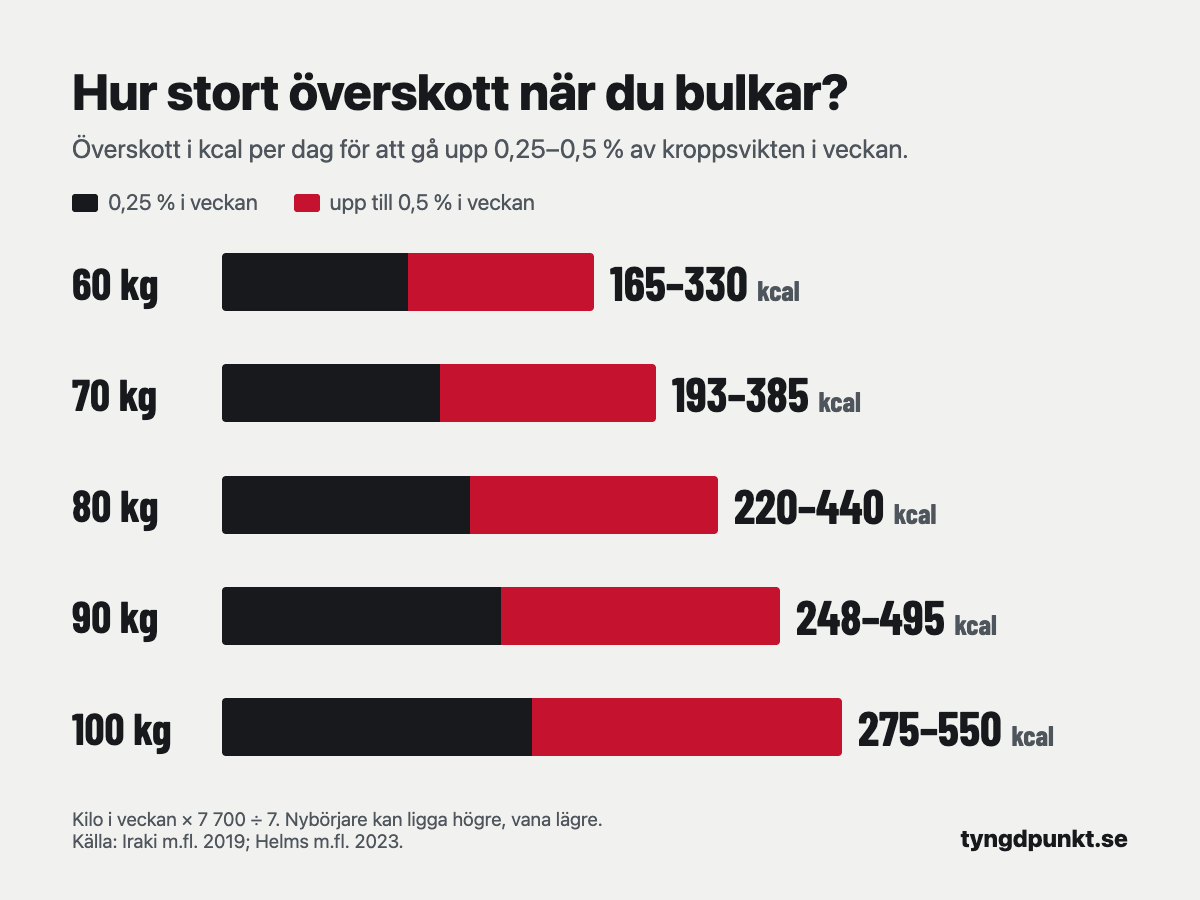 Hur stort överskott när du bulkar?
Överskott i kcal per dag för att gå upp 0,25–0,5 % av kroppsvikten i veckan.
0,25 % i veckan upp till 0,5 % i veckan
60 kg 165–330 kcal
70 kg 193–385 kcal
80 kg 220–440 kcal
90 kg 248–495 kcal
100 kg 275–550 kcal
Kilo i veckan × 7 700 ÷ 7. Nybörjare kan ligga högre, vana lägre.
Källa: Iraki m.fl. 2019; Helms m.fl. 2023.
tyngdpunkt.se